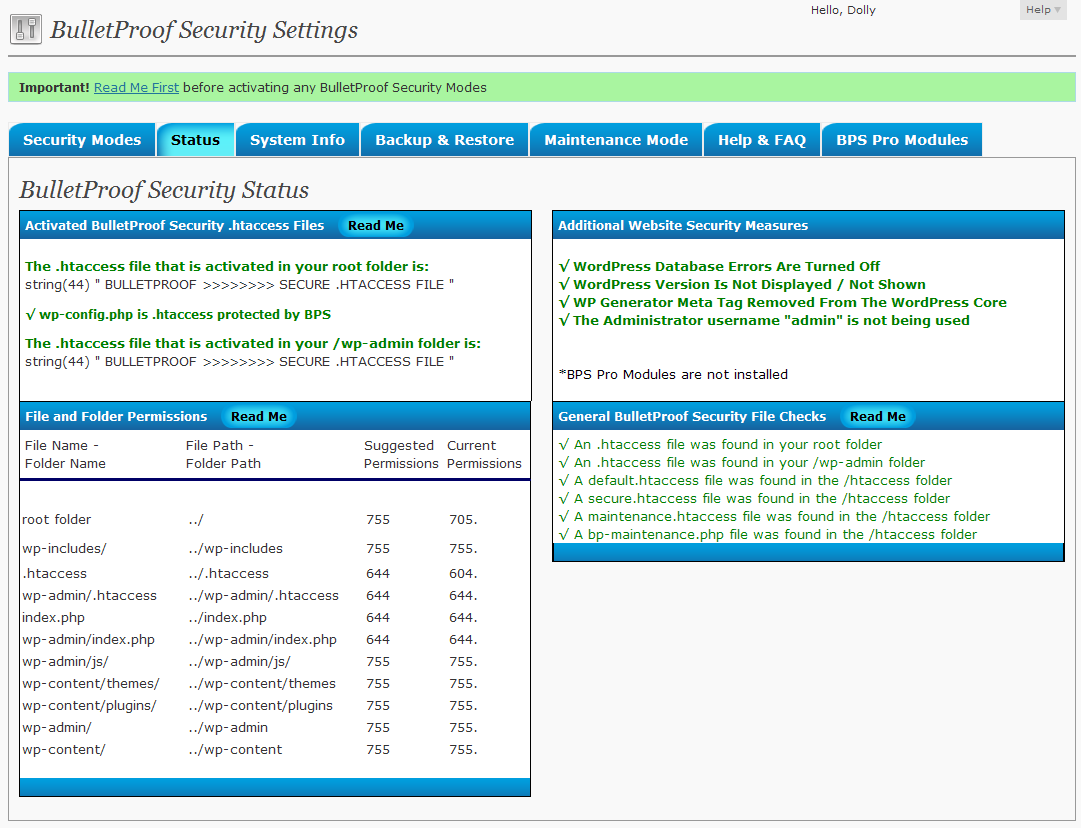 Hello, Dolly
Help
BulletProof Security Settings
Important! Read Me First before activating any BulletProof Security Modes
Security Modes
Status
System Info
Backup & Restore
Maintenance Mode
Help & FAQ
BPS Pro Modules
BulletProof Security Status
Activated BulletProof Security .htaccess Files Read Me
The .htaccess file that is activated in your root folder is:
string(44) " BULLETPROOF >>>>>>>> SECURE .HTACCESS FILE "
√ wp-config.php is .htaccess protected by BPS
The .htaccess file that is activated in your /wp-admin folder is:
string(44) " BULLETPROOF >>>>>>>> SECURE .HTACCESS FILE "
Additional Website Security Measures
√ WordPress Database Errors Are Turned Off
√ WordPress Version Is Not Displayed / Not Shown
√ WP Generator Meta Tag Removed From The WordPress Core
√ The Administrator username "admin" is not being used
*BPS Pro Modules are not installed
File and Folder Permissions Read Me
File Name - File Path - Suggested Current
Folder Name Folder Path Permissions Permissions
root folder ../ 755 705.
wp-includes/ ../wp-includes 755 755.
.htaccess ../.htaccess 644 604.
wp-admin/.htaccess ../wp-admin/.htaccess 644 644.
index.php ../index.php 644 644.
wp-admin/index.php ../wp-admin/index.php 644 644.
wp-admin/js/ ../wp-admin/js/ 755 755.
wp-content/themes/ ../wp-content/themes 755 755.
wp-content/plugins/ ../wp-content/plugins 755 755.
wp-admin/ ../wp-admin 755 755.
wp-content/ ../wp-content 755 755.
General BulletProof Security File Checks Read Me
√ An .htaccess file was found in your root folder
√ An .htaccess file was found in your /wp-admin folder
√ A default.htaccess file was found in the /htaccess folder
√ A secure.htaccess file was found in the /htaccess folder
√ A maintenance.htaccess file was found in the /htaccess folder
√ A bp-maintenance.php file was found in the /htaccess folder